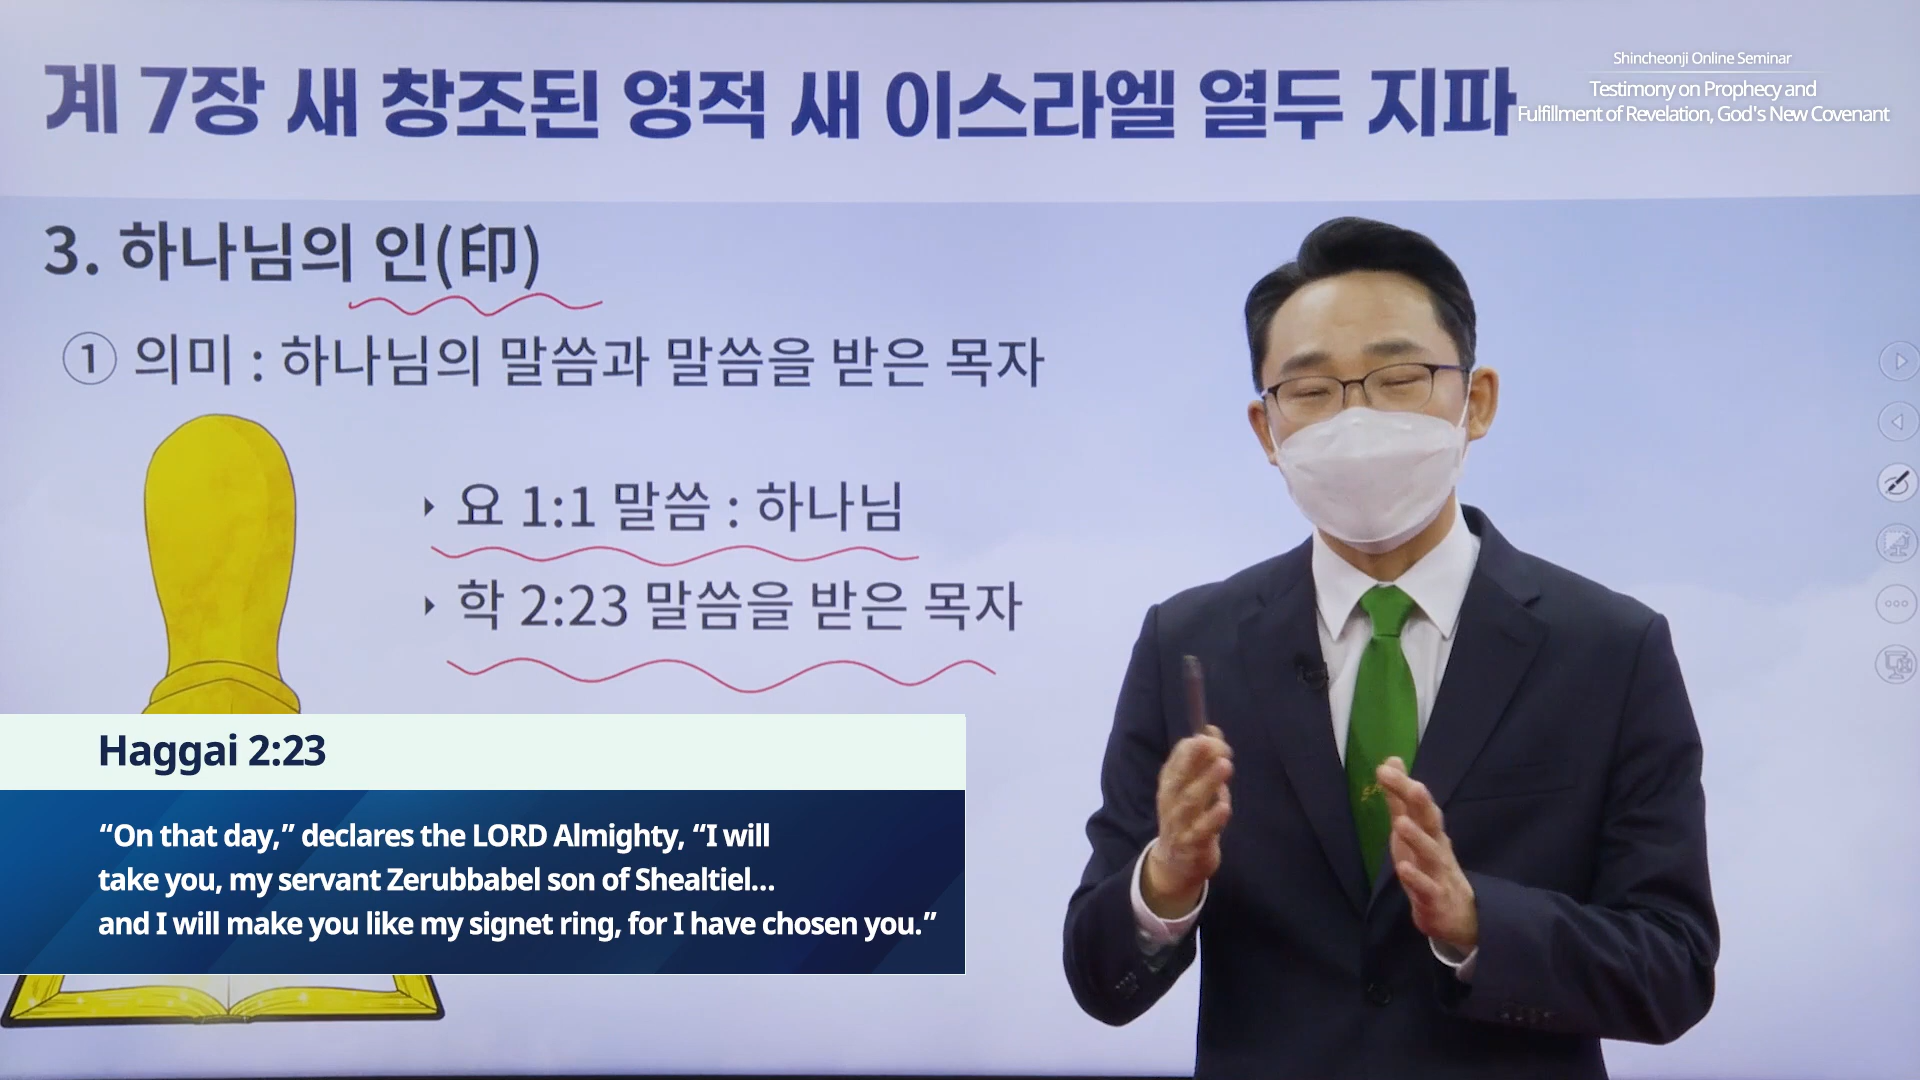 계 7장 새 창조된 영적 새 이스라엘 열두 지파
Shincheonji Online Seminar
Testimony on Prophecy and
Fulfillment of Revelation, God's New Covenant
3. 하나님의 인(印)
① 의미 : 하나님의 말씀과 말씀을 받은 목자
‣ 요 1:1 말씀 : 하나님
‣ 학 2:23 말씀을 받은 목자
Haggai 2:23
“On that day,” declares the LORD Almighty, “I will
take you, my servant Zerubbabel son of Shealtiel...
and I will make you like my signet ring, for I have chosen you.”